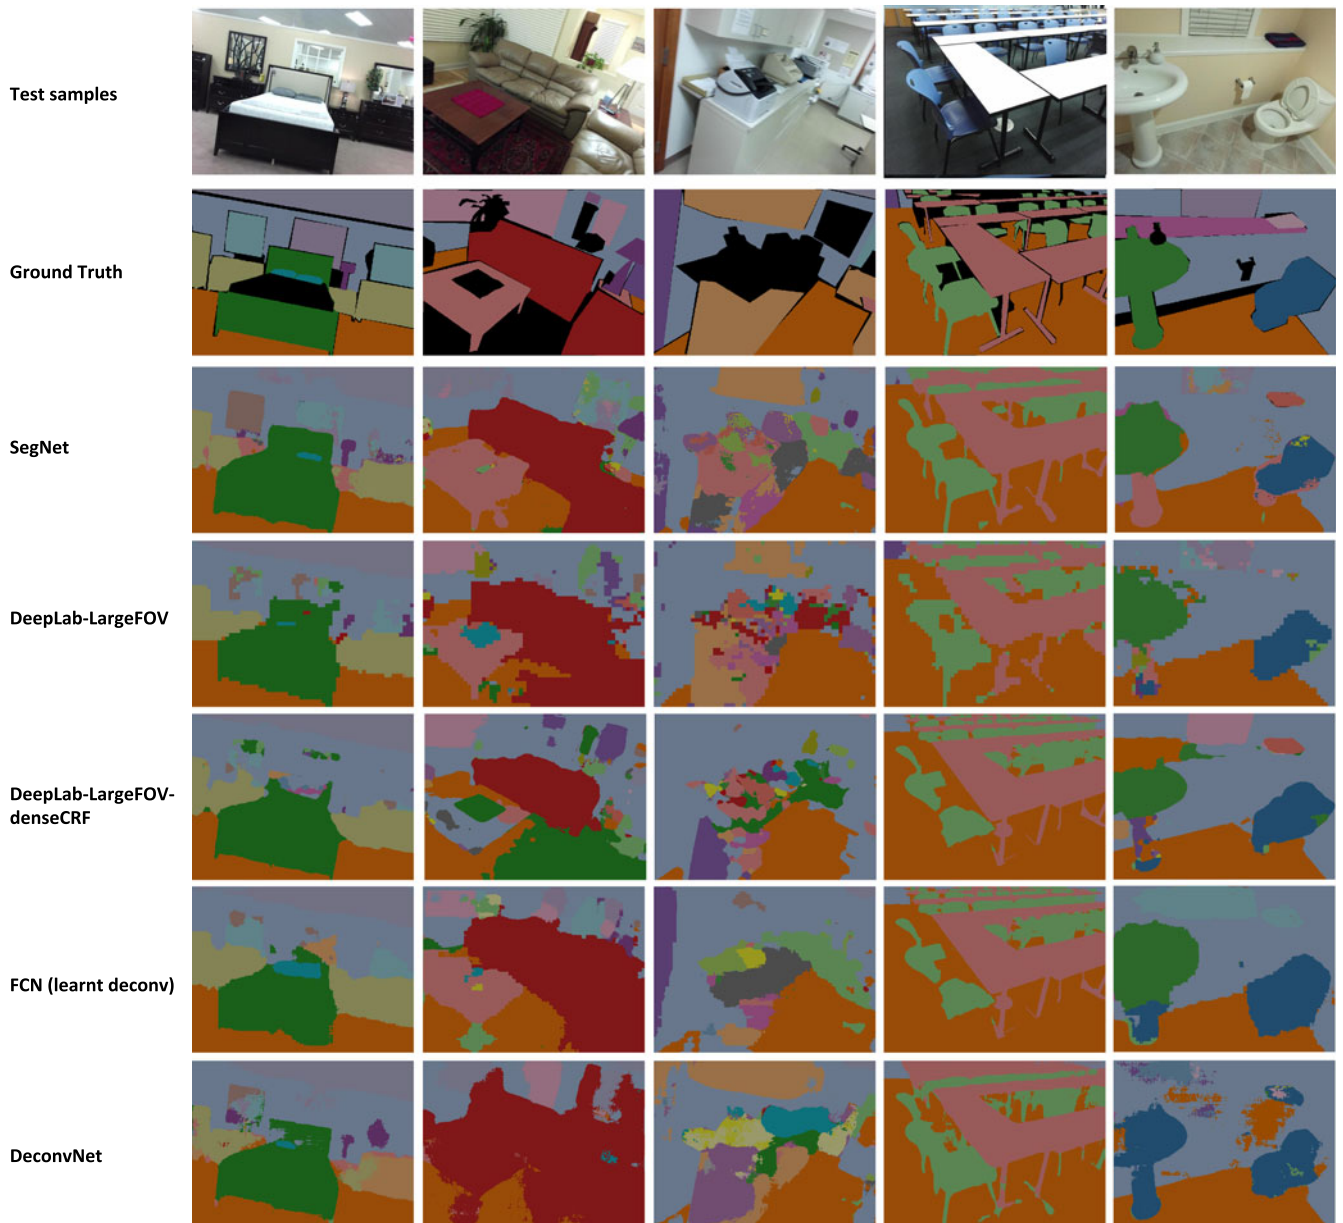 Test samples
Ground Truth
SegNet
DeepLab-LargeFOV
DeepLab-LargeFOV-
denseCRF
FCN (learnt deconv)
DeconvNet